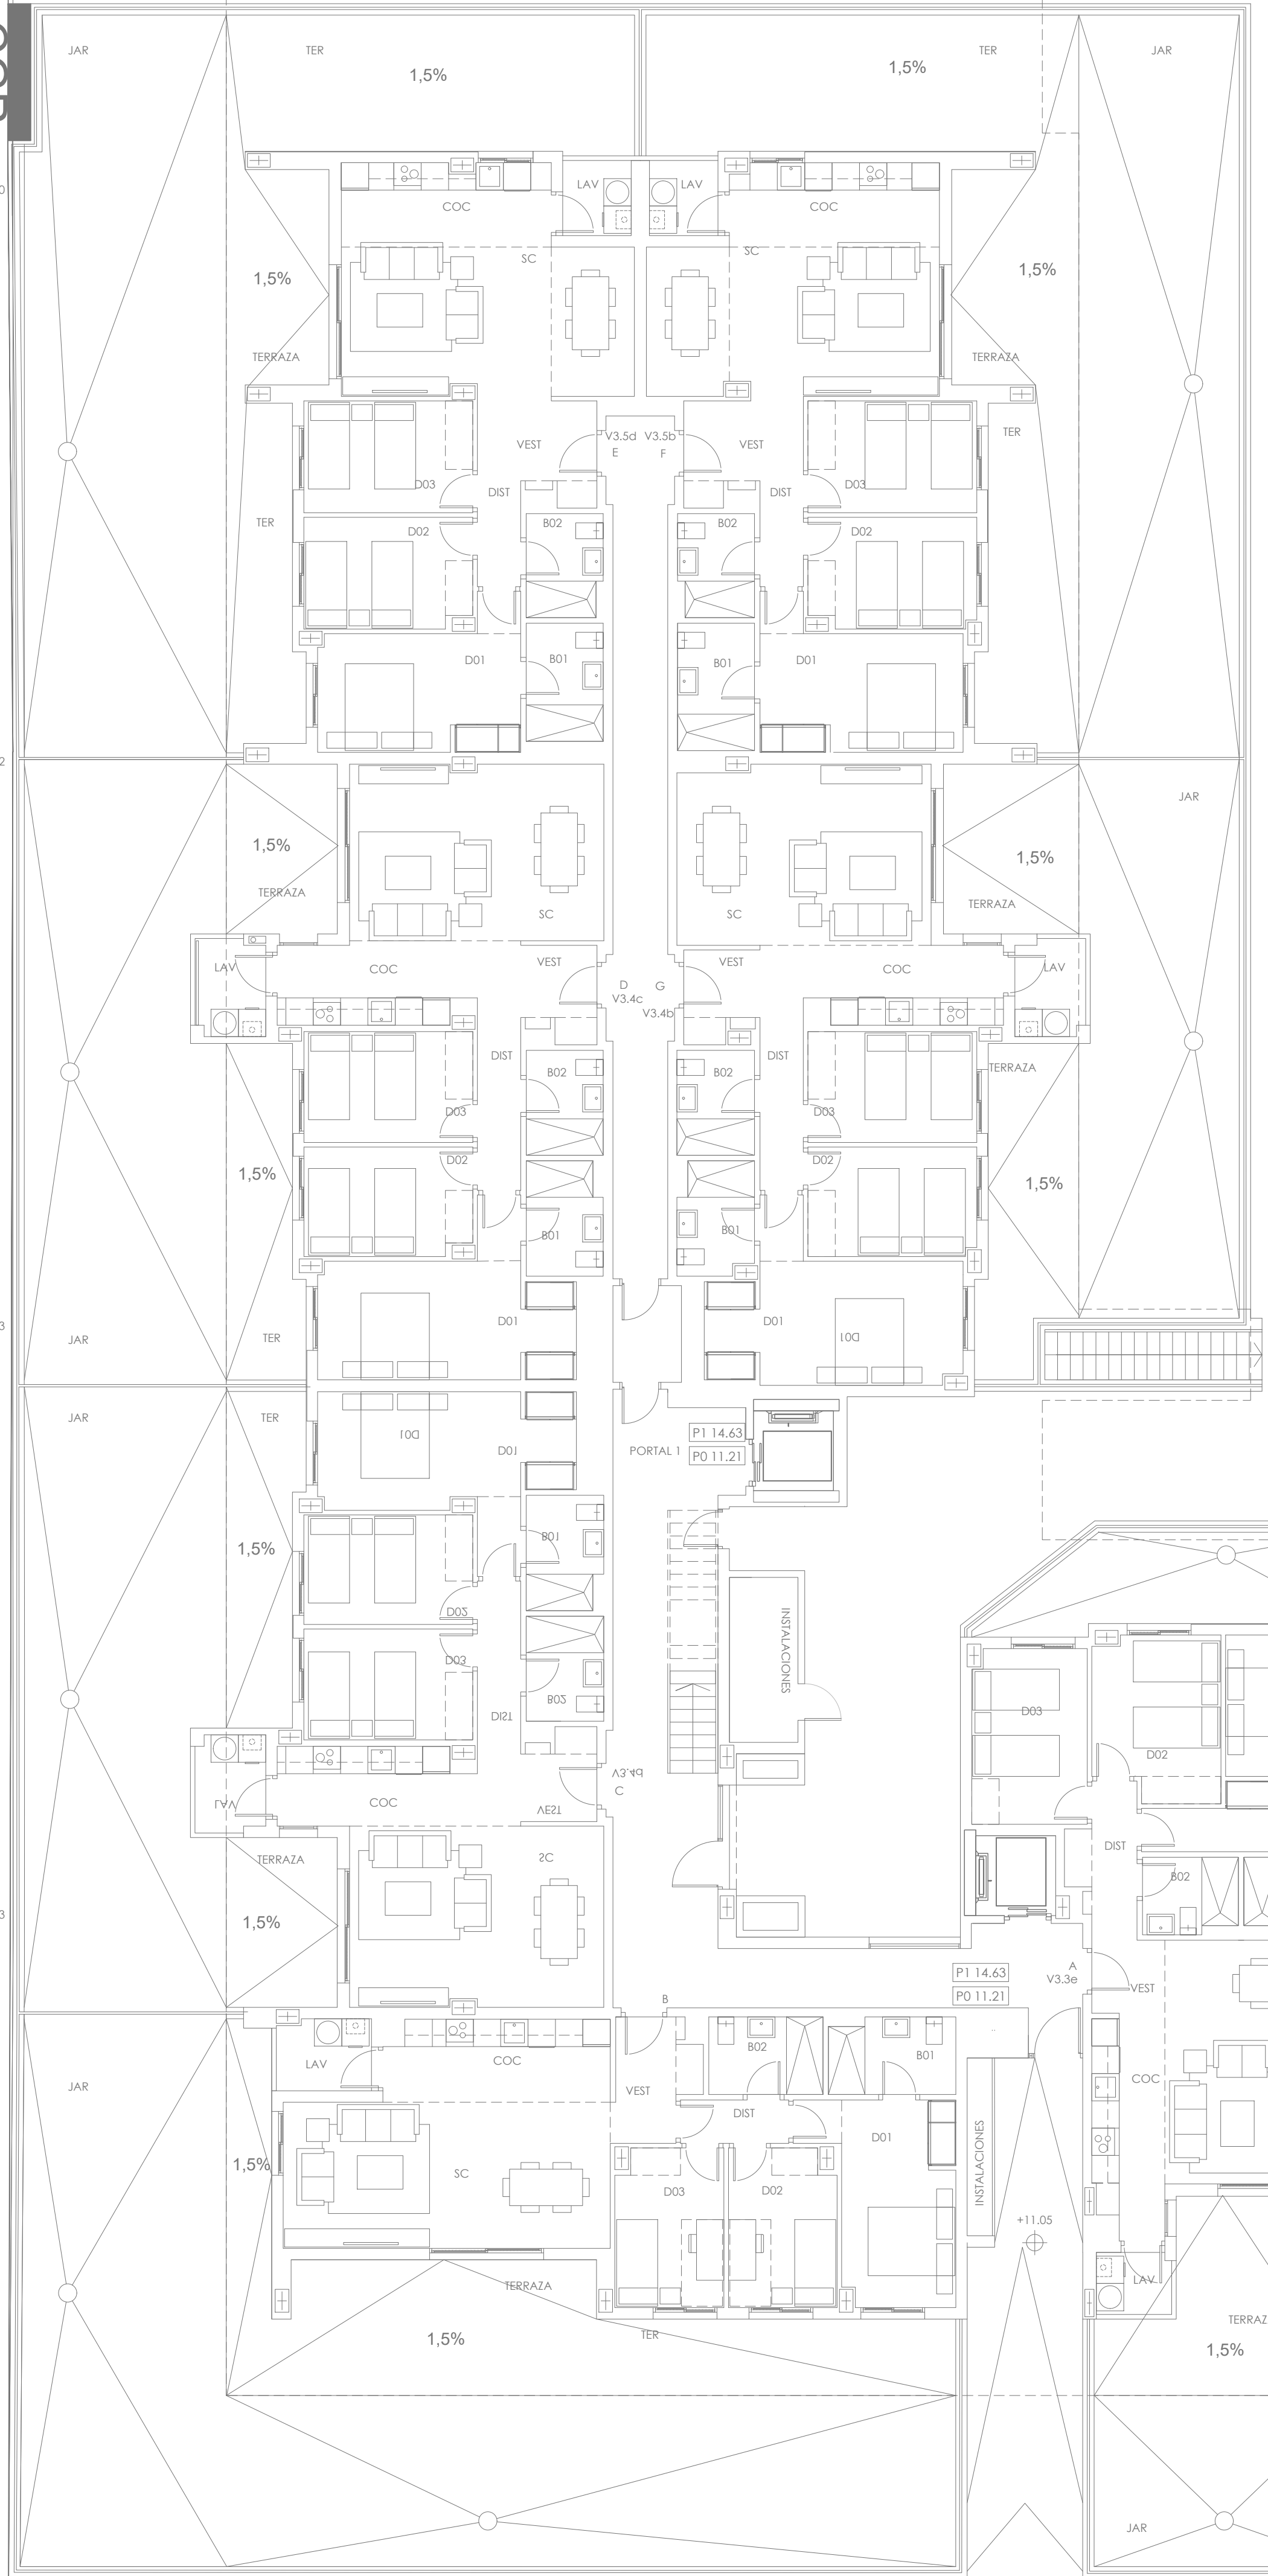 JAR
TER
1,5%
1,5%
TER
JAR
LAV
LAV
COC
COC
SC
SC
1,5%
1,5%
TERRAZA
TERRAZA
V3.5d
V3.5b
E
F
VEST
VEST
TER
D03
DIST
DIST
D03
TER
D02
B02
B02
D02
D01
B01
B01
D01
JAR
1,5%
1,5%
TERRAZA
TERRAZA
SC
SC
LAV
COC
VEST
VEST
COC
LAV
D
G
V3.4c
V3.4b
DIST
B02
B02
DIST
TERRAZA
D03
D03
D02
D02
1,5%
1,5%
B01
B01
D01
D01
D01
JAR
TER
JAR
TER
D01
D01
PORTAL 1
P1 14.63
P0 11.21
1,5%
B01
D02
INSTALACIONES
D03
B02
DIST
D03
D02
V3.4d
C
LAV
COC
VEST
DIST
TERRAZA
SC
B02
1,5%
P1 14.63
P0 11.21
A
V3.3e
VEST
B
LAV
COC
B02
B01
JAR
VEST
COC
DIST
D01
INSTALACIONES
1,5%
SC
D03
D02
+11.05
LAV
TERRAZA
TER
1,5%
TERRAZ
1,5%
JAR